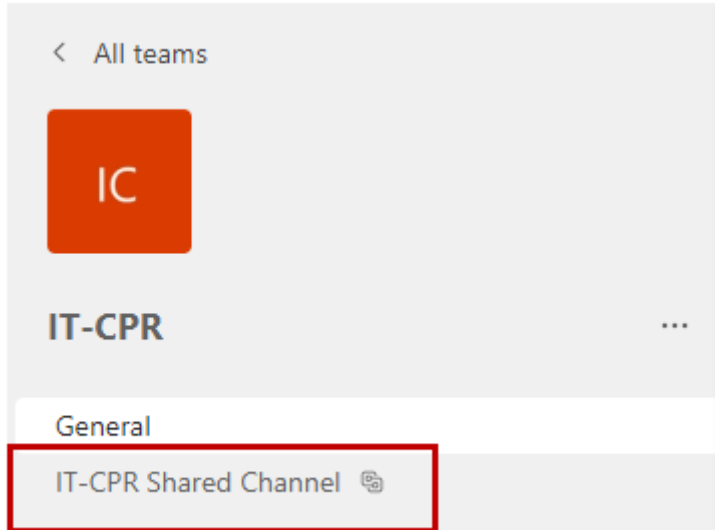 All teams
IC
IT-CPR
General
IT-CPR Shared Channel